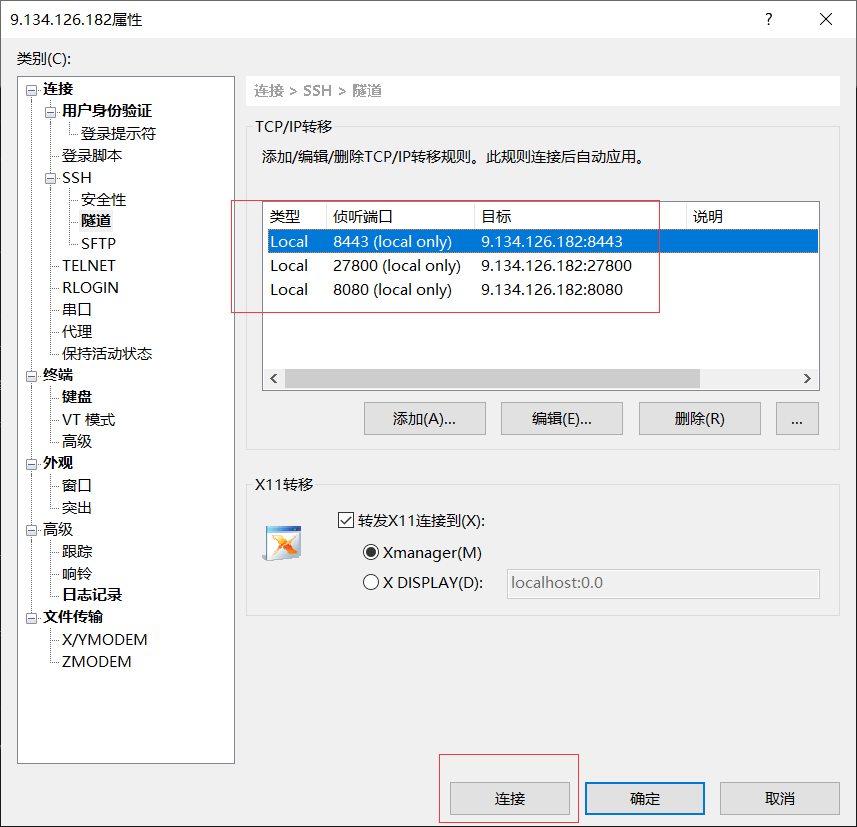 9.134.126.182属性
?
类别(C):
连接
用户身份验证
登录提示符
登录脚本
SSH
安全性
隧道
SFTP
TELNET
RLOGIN
串口
代理
保持活动状态
终端
键盘
VT 模式
高级
外观
窗口
突出
高级
跟踪
响铃
日志记录
文件传输
X/YMODEM
ZMODEM
连接 > SSH > 隧道
TCP/IP转移
添加/编辑/删除TCP/IP转移规则。此规则连接后自动应用。
类型 侦听端口 目标 说明
Local 8443 (local only) 9.134.126.182:8443
Local 27800 (local only) 9.134.126.182:27800
Local 8080 (local only) 9.134.126.182:8080
添加(A)... 编辑(E)... 删除(R) ...
X11转移
转发X11连接到(X):
Xmanager(M)
X DISPLAY(D): localhost:0.0
连接 确定 取消